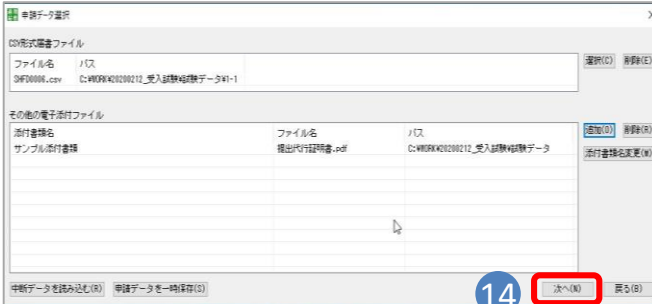 申請データ選択
CSV形式届書ファイル
ファイル名 パス
SHFD0006.csv C:¥WORK¥20200212_受入試験¥試験データ¥1-1
選択(C) 削除(E)
その他の電子添付ファイル
添付書類名 ファイル名 パス
サンプル添付書類 提出代行証明書.pdf C:¥WORK¥20200212_受入試験¥試験データ
追加(O) 削除(R)
添付書類名変更(M)
中断データを読み込む(R) 申請データを一時保存(S)
14 次へ(N) 戻る(B)